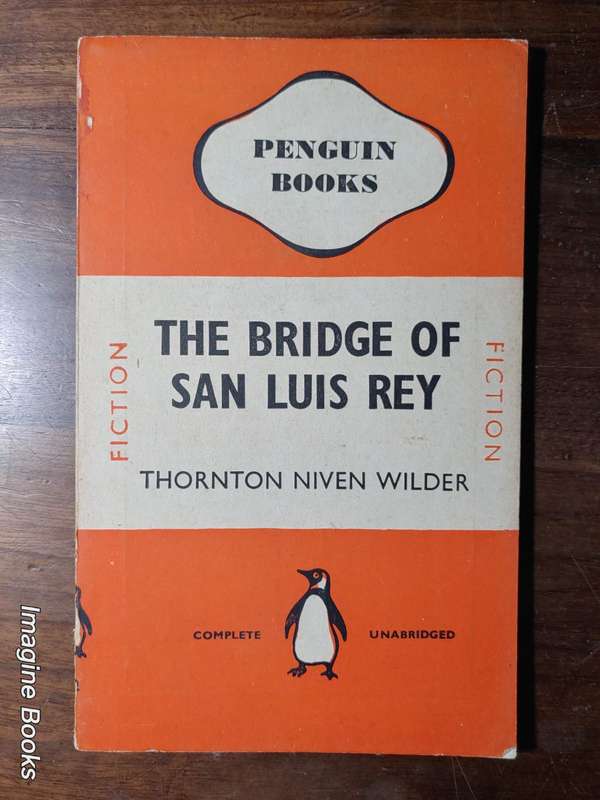 PENGUIN
BOOKS
THE BRIDGE OF
SAN LUIS REY
FICTION
FICTION
THORNTON NIVEN WILDER
COMPLETE
UNABRIDGED
Imagine Books